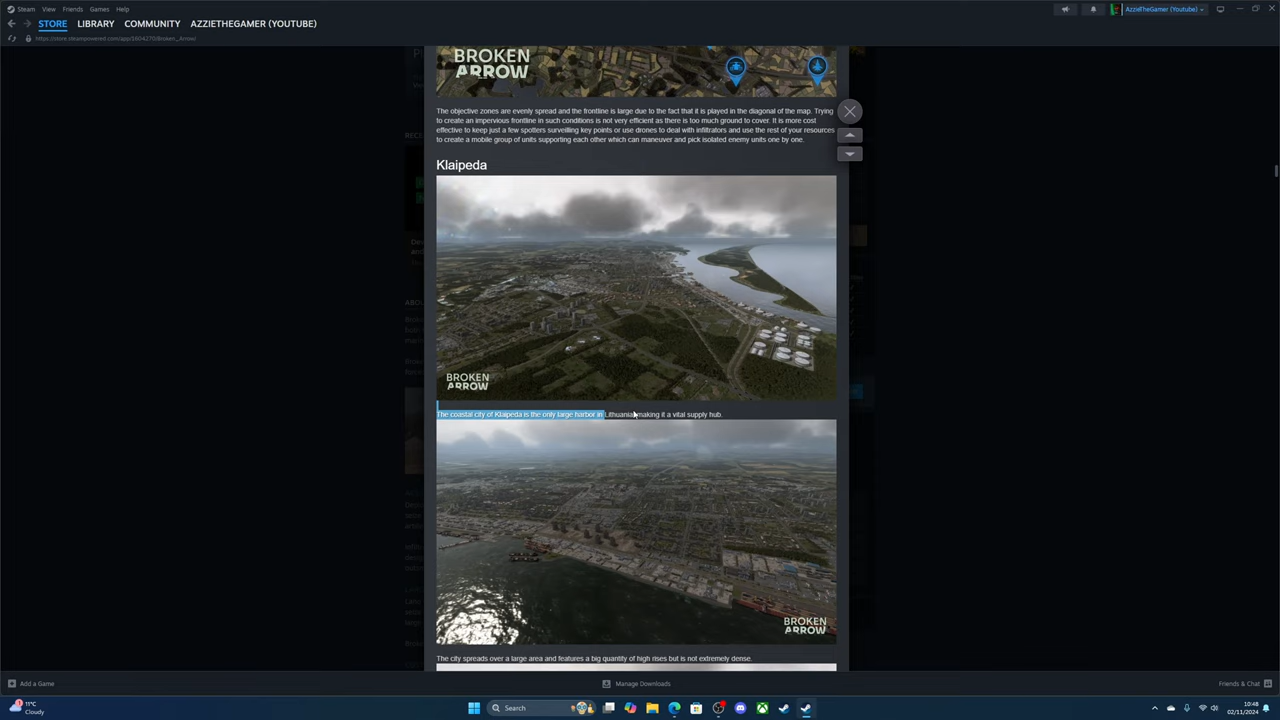 Steam View Friends Games Help
AzzieTheGamer (Youtube)
STORE LIBRARY COMMUNITY AZZIETHEGAMER (YOUTUBE)
https://store.steampowered.com/app/1604270/Broken_Arrow/
BROKEN
ARROW
The objective zones are evenly spread and the frontline is large due to the fact that it is played in the diagonal of the map. Trying
to create an impervious frontline in such conditions is not very efficient as there is too much ground to cover. It is more cost
effective to keep just a few spotters surveilling key points or use drones to deal with infiltrators and use the rest of your resources
to create a mobile group of units supporting each other which can maneuver and pick isolated enemy units one by one.
Klaipeda
BROKEN
ARROW
The coastal city of Klaipeda is the only large harbor in Lithuania making it a vital supply hub.
BROKEN
ARROW
The city spreads over a large area and features a big quantity of high rises but is not extremely dense.
Add a Game
Manage Downloads
Friends & Chat
1
11°C
Cloudy
Search
10:48
02/11/2024